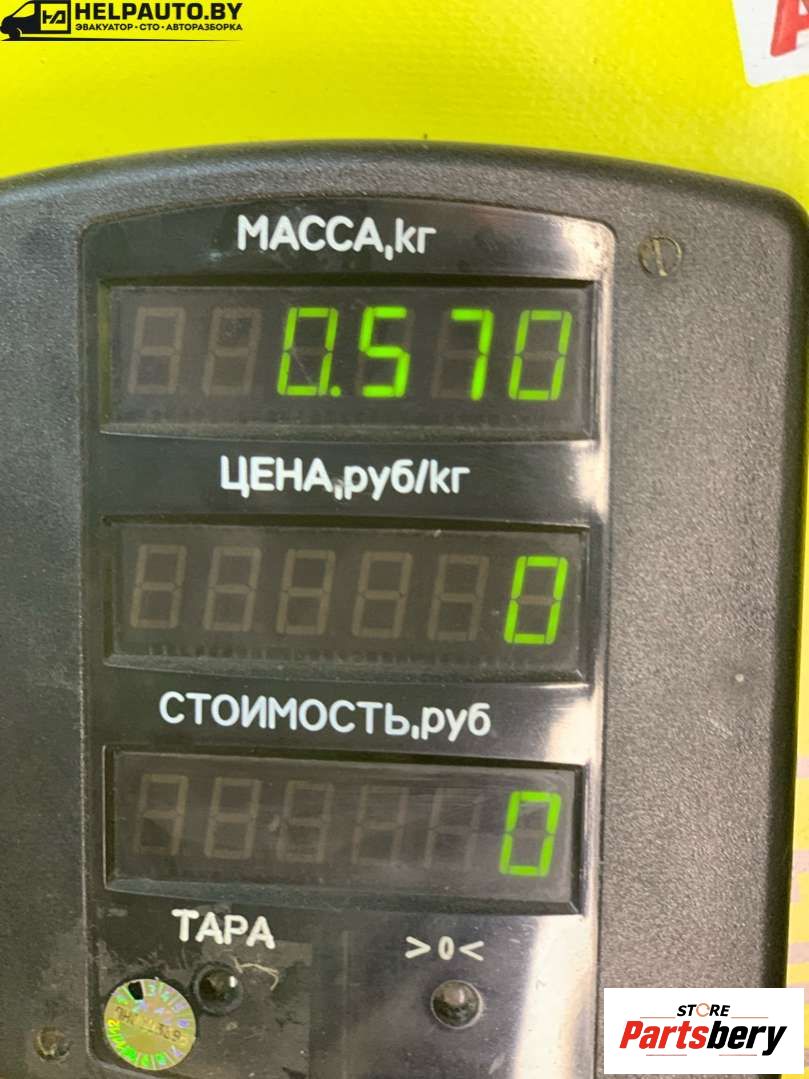 HELPAUTO.BY
ЭВАКУАТОР·СТО·АВТОРАЗБОРКА
МАССА,кг
0.570
ЦЕНА,руб/кг
0
СТОИМОСТЬ,руб
0
ТАРА
>0<
STORE
Partsbery